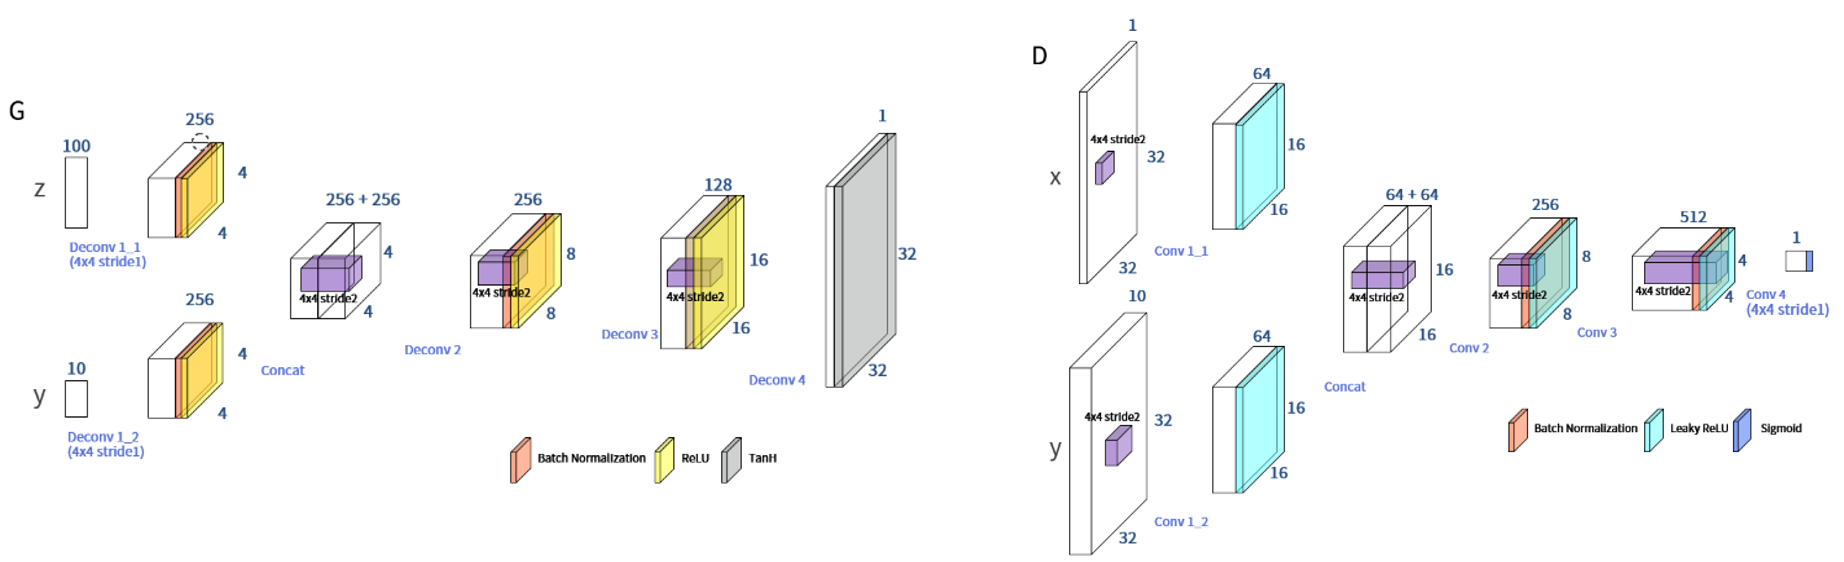 G
z
100
256
4
4
Deconv 1_1
(4x4 stride1)
y
10
256
4
4
Deconv 1_2
(4x4 stride1)
256 + 256
4
4
4x4 stride2
Concat
256
8
8
4x4 stride2
Deconv 2
128
16
16
4x4 stride2
Deconv 3
1
32
32
Deconv 4
Batch Normalization
ReLU
TanH
D
x
1
4x4 stride2
32
32
64
16
16
Conv 1_1
y
10
4x4 stride2
32
32
64
16
16
Conv 1_2
64 + 64
16
16
4x4 stride2
Concat
256
8
8
4x4 stride2
Conv 2
512
4
4
4x4 stride2
Conv 3
1
Conv 4
(4x4 stride1)
Batch Normalization
Leaky ReLU
Sigmoid